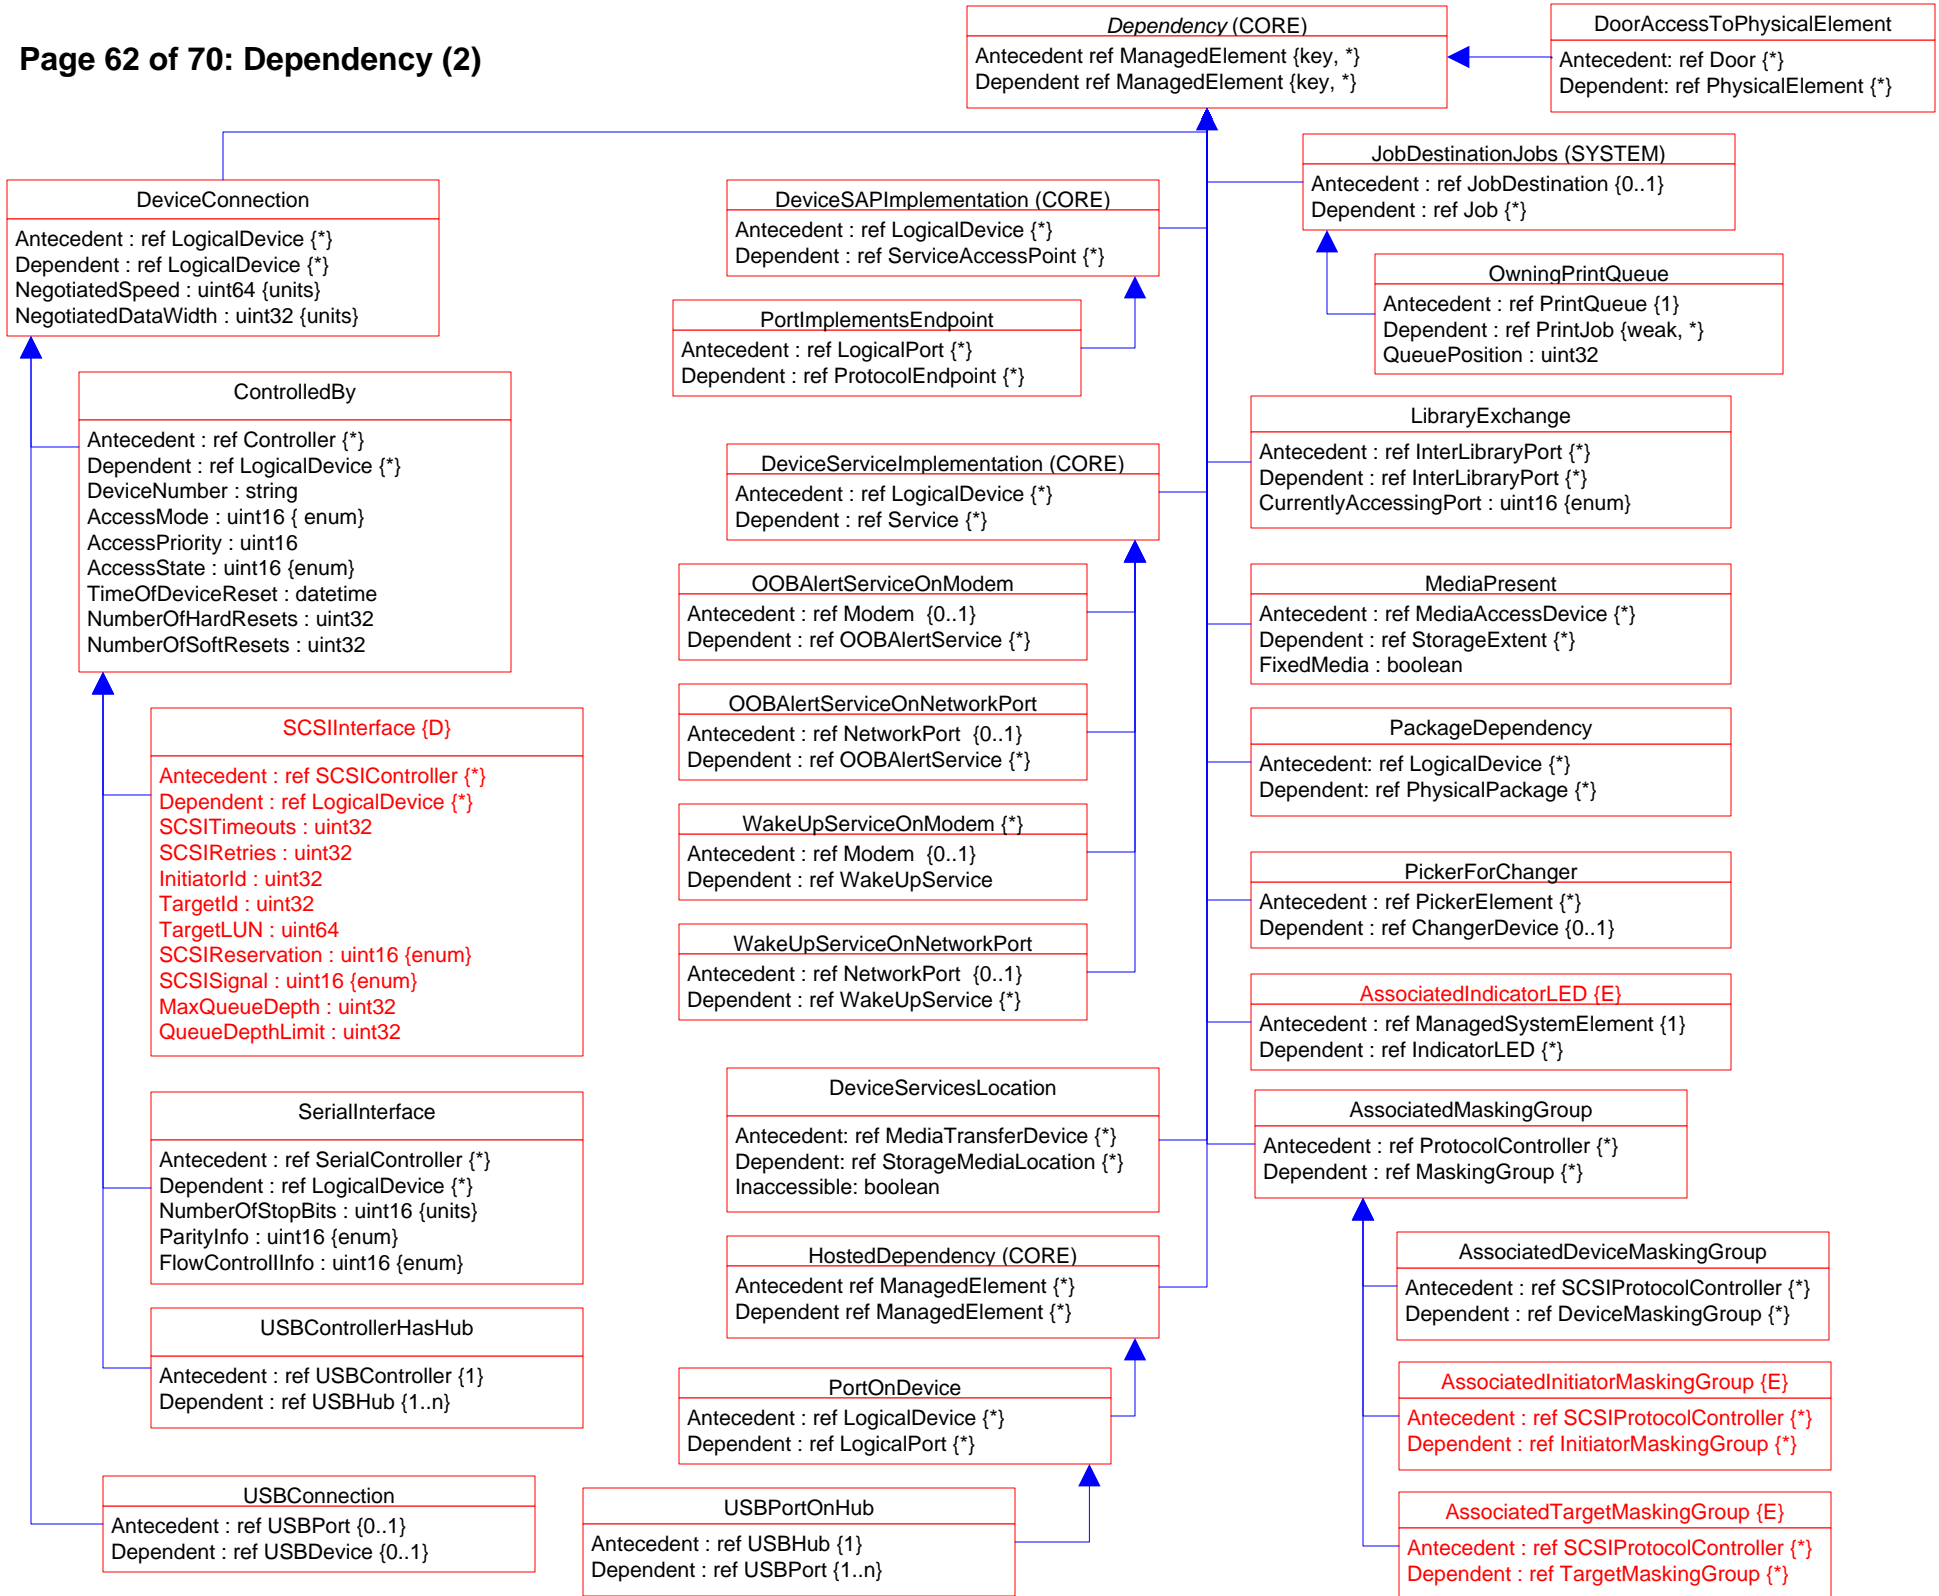 Page 62 of 70: Dependency (2)
Dependency (CORE)
Antecedent ref ManagedElement {key, *}
Dependent ref ManagedElement {key, *}
DoorAccessToPhysicalElement
Antecedent: ref Door {*}
Dependent: ref PhysicalElement {*}
DeviceConnection
Antecedent : ref LogicalDevice {*}
Dependent : ref LogicalDevice {*}
NegotiatedSpeed : uint64 {units}
NegotiatedDataWidth : uint32 {units}
ControlledBy
Antecedent : ref Controller {*}
Dependent : ref LogicalDevice {*}
DeviceNumber : string
AccessMode : uint16 { enum}
AccessPriority : uint16
AccessState : uint16 {enum}
TimeOfDeviceReset : datetime
NumberOfHardResets : uint32
NumberOfSoftResets : uint32
SCSIInterface {D}
Antecedent : ref SCSIController {*}
Dependent : ref LogicalDevice {*}
SCSITimeouts : uint32
SCSIRetries : uint32
InitiatorId : uint32
TargetId : uint32
TargetLUN : uint64
SCSIReservation : uint16 {enum}
SCSISignal : uint16 {enum}
MaxQueueDepth : uint32
QueueDepthLimit : uint32
SerialInterface
Antecedent : ref SerialController {*}
Dependent : ref LogicalDevice {*}
NumberOfStopBits : uint16 {units}
ParityInfo : uint16 {enum}
FlowControlIInfo : uint16 {enum}
USBControllerHasHub
Antecedent : ref USBController {1}
Dependent : ref USBHub {1..n}
USBConnection
Antecedent : ref USBPort {0..1}
Dependent : ref USBDevice {0..1}
DeviceSAPImplementation (CORE)
Antecedent : ref LogicalDevice {*}
Dependent : ref ServiceAccessPoint {*}
PortImplementsEndpoint
Antecedent : ref LogicalPort {*}
Dependent : ref ProtocolEndpoint {*}
DeviceServiceImplementation (CORE)
Antecedent : ref LogicalDevice {*}
Dependent : ref Service {*}
OOBAlertServiceOnModem
Antecedent : ref Modem  {0..1}
Dependent : ref OOBAlertService {*}
OOBAlertServiceOnNetworkPort
Antecedent : ref NetworkPort  {0..1}
Dependent : ref OOBAlertService {*}
WakeUpServiceOnModem {*}
Antecedent : ref Modem  {0..1}
Dependent : ref WakeUpService
WakeUpServiceOnNetworkPort
Antecedent : ref NetworkPort  {0..1}
Dependent : ref WakeUpService {*}
DeviceServicesLocation
Antecedent: ref MediaTransferDevice {*}
Dependent: ref StorageMediaLocation {*}
Inaccessible: boolean
HostedDependency (CORE)
Antecedent ref ManagedElement {*}
Dependent ref ManagedElement {*}
PortOnDevice
Antecedent : ref LogicalDevice {*}
Dependent : ref LogicalPort {*}
USBPortOnHub
Antecedent : ref USBHub {1}
Dependent : ref USBPort {1..n}
JobDestinationJobs (SYSTEM)
Antecedent : ref JobDestination {0..1}
Dependent : ref Job {*}
OwningPrintQueue
Antecedent : ref PrintQueue {1}
Dependent : ref PrintJob {weak, *}
QueuePosition : uint32
LibraryExchange
Antecedent : ref InterLibraryPort {*}
Dependent : ref InterLibraryPort {*}
CurrentlyAccessingPort : uint16 {enum}
MediaPresent
Antecedent : ref MediaAccessDevice {*}
Dependent : ref StorageExtent {*}
FixedMedia : boolean
PackageDependency
Antecedent: ref LogicalDevice {*}
Dependent: ref PhysicalPackage {*}
PickerForChanger
Antecedent : ref PickerElement {*}
Dependent : ref ChangerDevice {0..1}
AssociatedIndicatorLED {E}
Antecedent : ref ManagedSystemElement {1}
Dependent : ref IndicatorLED {*}
AssociatedMaskingGroup
Antecedent : ref ProtocolController {*}
Dependent : ref MaskingGroup {*}
AssociatedDeviceMaskingGroup
Antecedent : ref SCSIProtocolController {*}
Dependent : ref DeviceMaskingGroup {*}
AssociatedInitiatorMaskingGroup {E}
Antecedent : ref SCSIProtocolController {*}
Dependent : ref InitiatorMaskingGroup {*}
AssociatedTargetMaskingGroup {E}
Antecedent : ref SCSIProtocolController {*}
Dependent : ref TargetMaskingGroup {*}